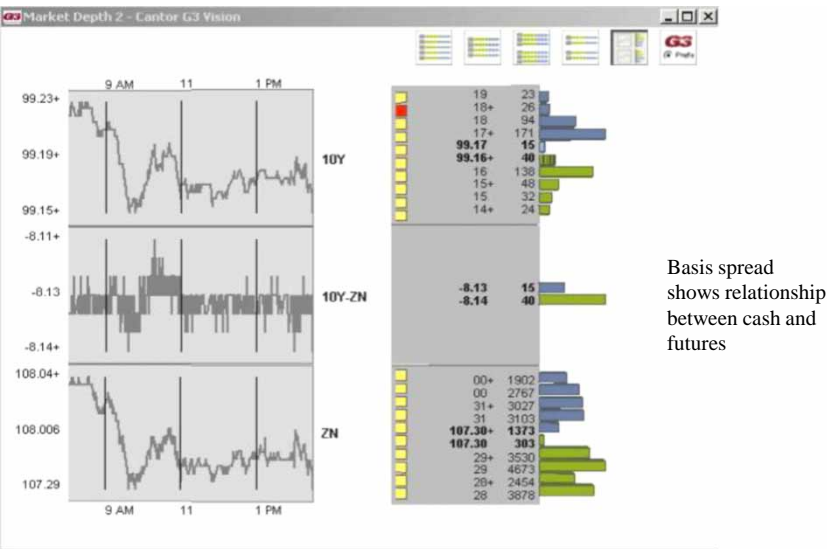 G3 Market Depth 2 - Cantor G3 Vision
G3
Prefs
9 AM 11 1 PM
99.23+
99.19+
99.15+
10Y
-8.11+
-8.13
-8.14+
10Y-ZN
108.04+
108.006
107.29
ZN
9 AM 11 1 PM
19 23
18+ 26
18 94
17+ 171
99.17 15
99.16+ 40
16 138
15+ 48
15 32
14+ 24
-8.13 15
-8.14 40
00+ 1902
00 2767
31+ 3027
31 3103
107.30+ 1373
107.30 303
29+ 3530
29 4673
28+ 2454
28 3878
Basis spread
shows relationship
between cash and
futures